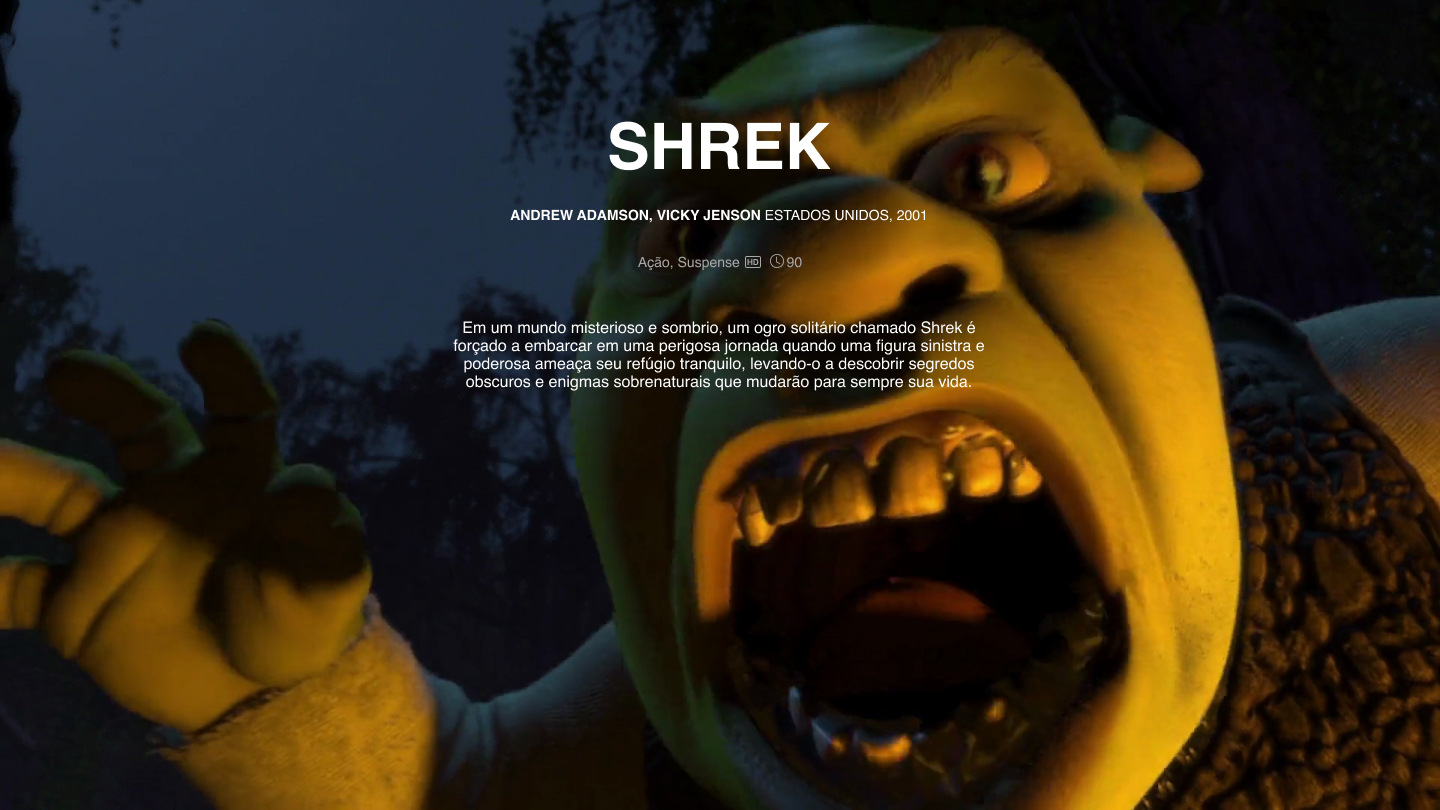 SHREK
ANDREW ADAMSON, VICKY JENSON ESTADOS UNIDOS, 2001
Ação, Suspense HD 90
Em um mundo misterioso e sombrio, um ogro solitário chamado Shrek é
forçado a embarcar em uma perigosa jornada quando uma figura sinistra e
poderosa ameaça seu refúgio tranquilo, levando-o a descobrir segredos
obscuros e enigmas sobrenaturais que mudarão para sempre sua vida.